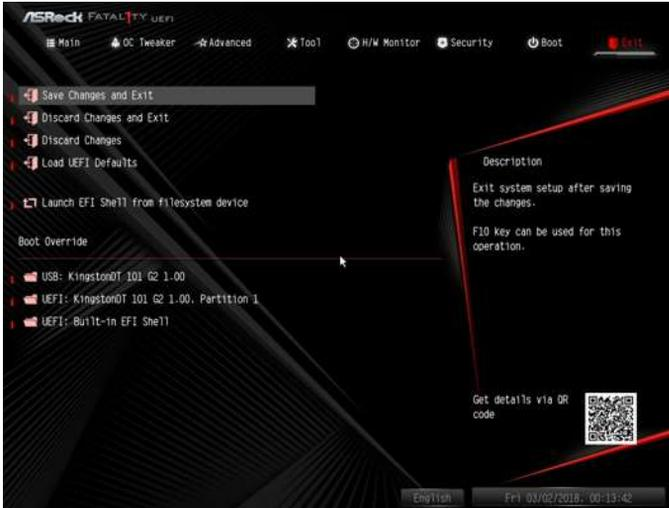 ASRock FATAL1TY UEFI
Main OC Tweaker Advanced Tool H/W Monitor Security Boot Exit
Save Changes and Exit
Discard Changes and Exit
Discard Changes
Load UEFI Defaults
Launch EFI Shell from filesystem device
Boot Override
USB: KingstonDT 101 G2 1.00
UEFI: KingstonDT 101 G2 1.00, Partition 1
UEFI: Built-in EFI Shell
Description
Exit system setup after saving
the changes.
F10 key can be used for this
operation.
Get details via QR
code
English Fri 03/02/2018, 00:13:42